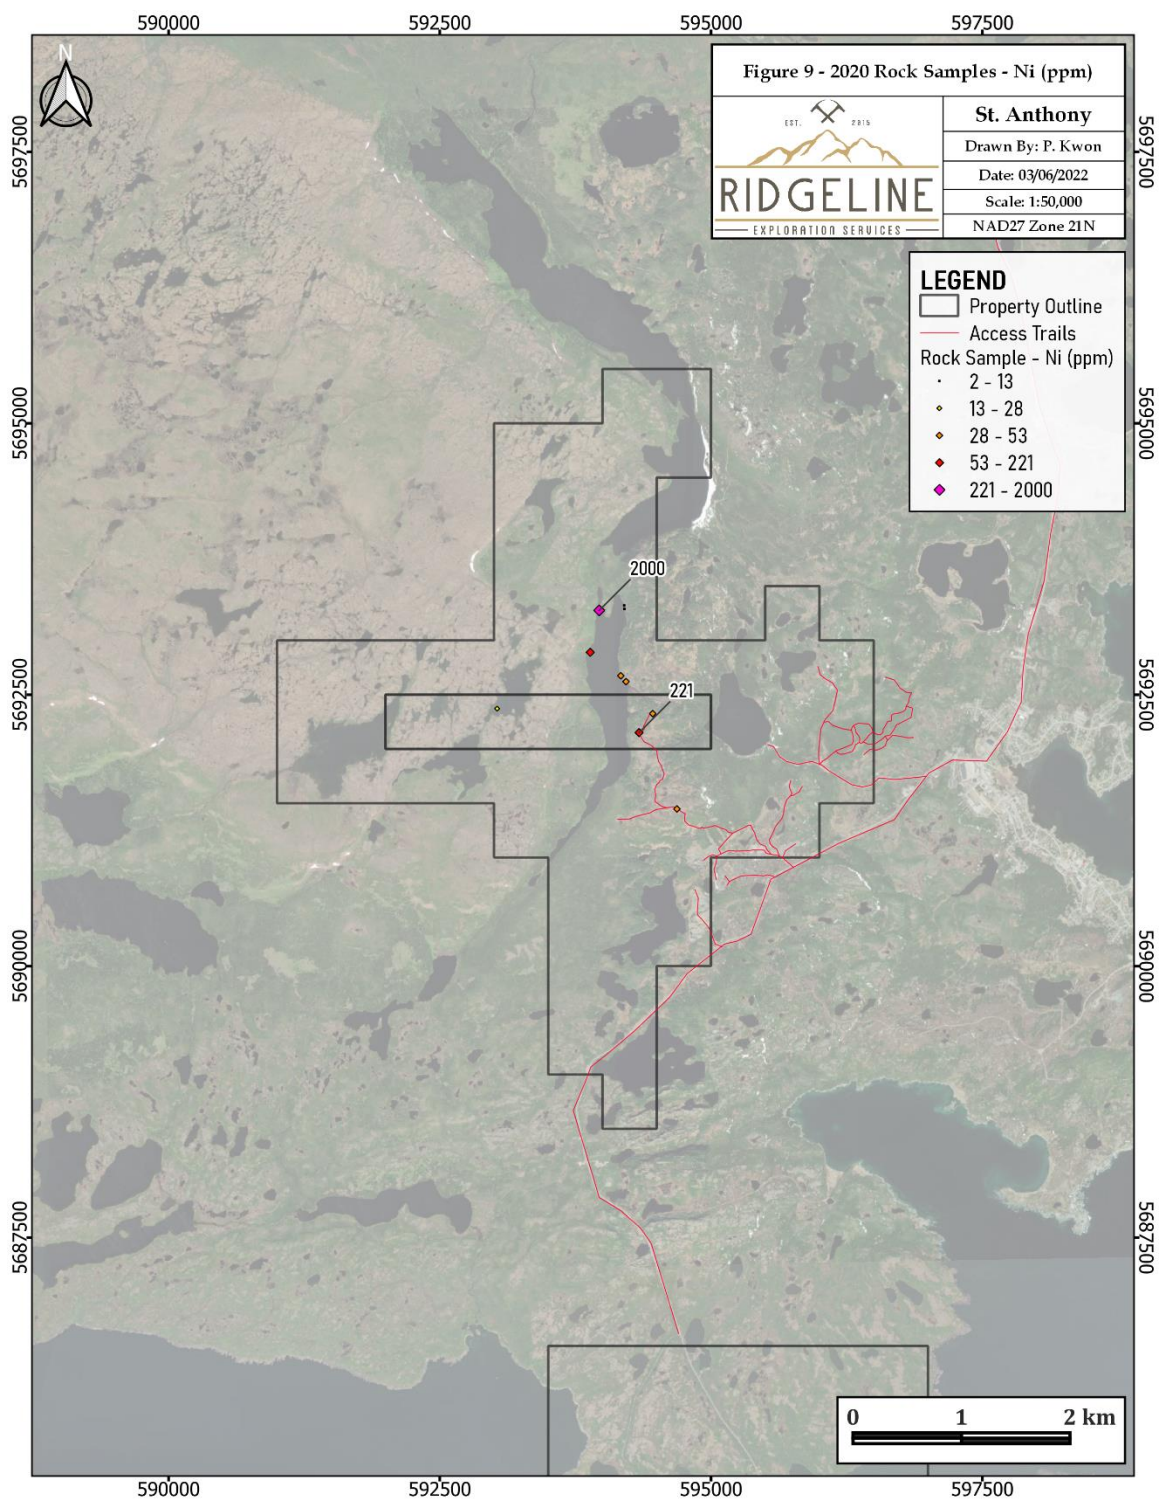 590000 592500 595000 597500
N
Figure 9 - 2020 Rock Samples - Ni (ppm)
EST. 2015
RIDGELINE
EXPLORATION SERVICES
St. Anthony
Drawn By: P. Kwon
Date: 03/06/2022
Scale: 1:50,000
NAD27 Zone 21N
5697500 5697500
LEGEND
Property Outline
Access Trails
Rock Sample - Ni (ppm)
2 - 13
13 - 28
28 - 53
53 - 221
221 - 2000
5695000 5695000
2000
221
5692500 5692500
5690000 5690000
5687500 5687500
0 1 2 km
590000 592500 595000 597500